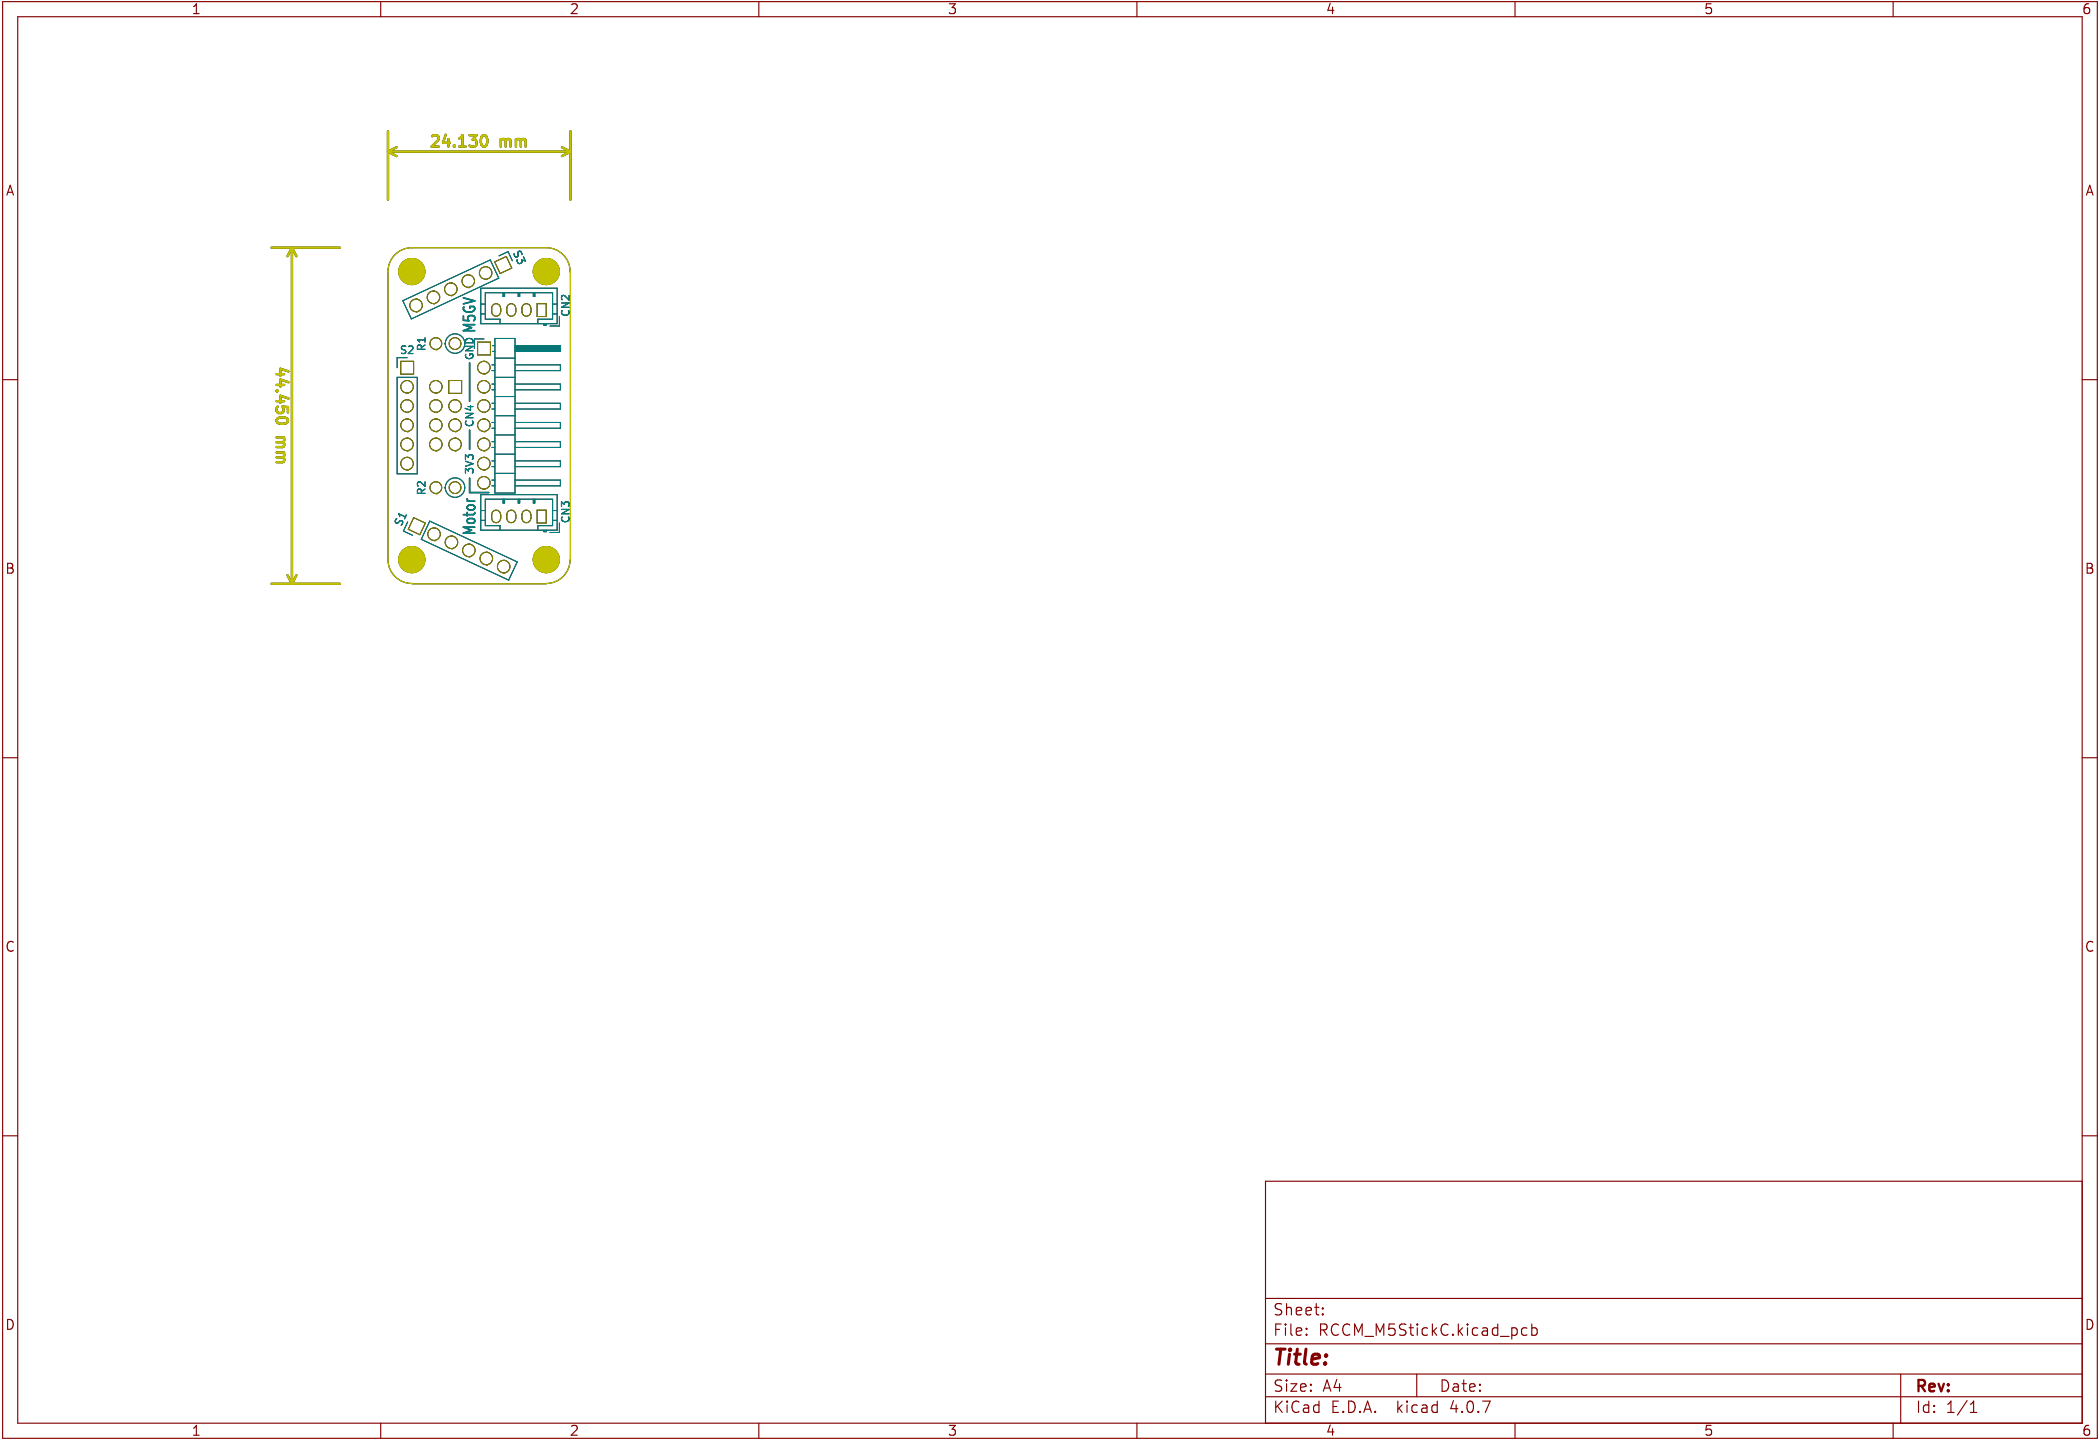 1 2 3 4 5 6
24.130 mm
A A
S3
CN2
M5GV
R1
GND
S2
44.450 mm
CN4
3V3
R2
Motor
CN3
S1
B B
C C
D D
Sheet:
File: RCCM_M5StickC.kicad_pcb
Title:
Size: A4 Date: Rev:
KiCad E.D.A. kicad 4.0.7 Id: 1/1
1 2 3 4 5 6